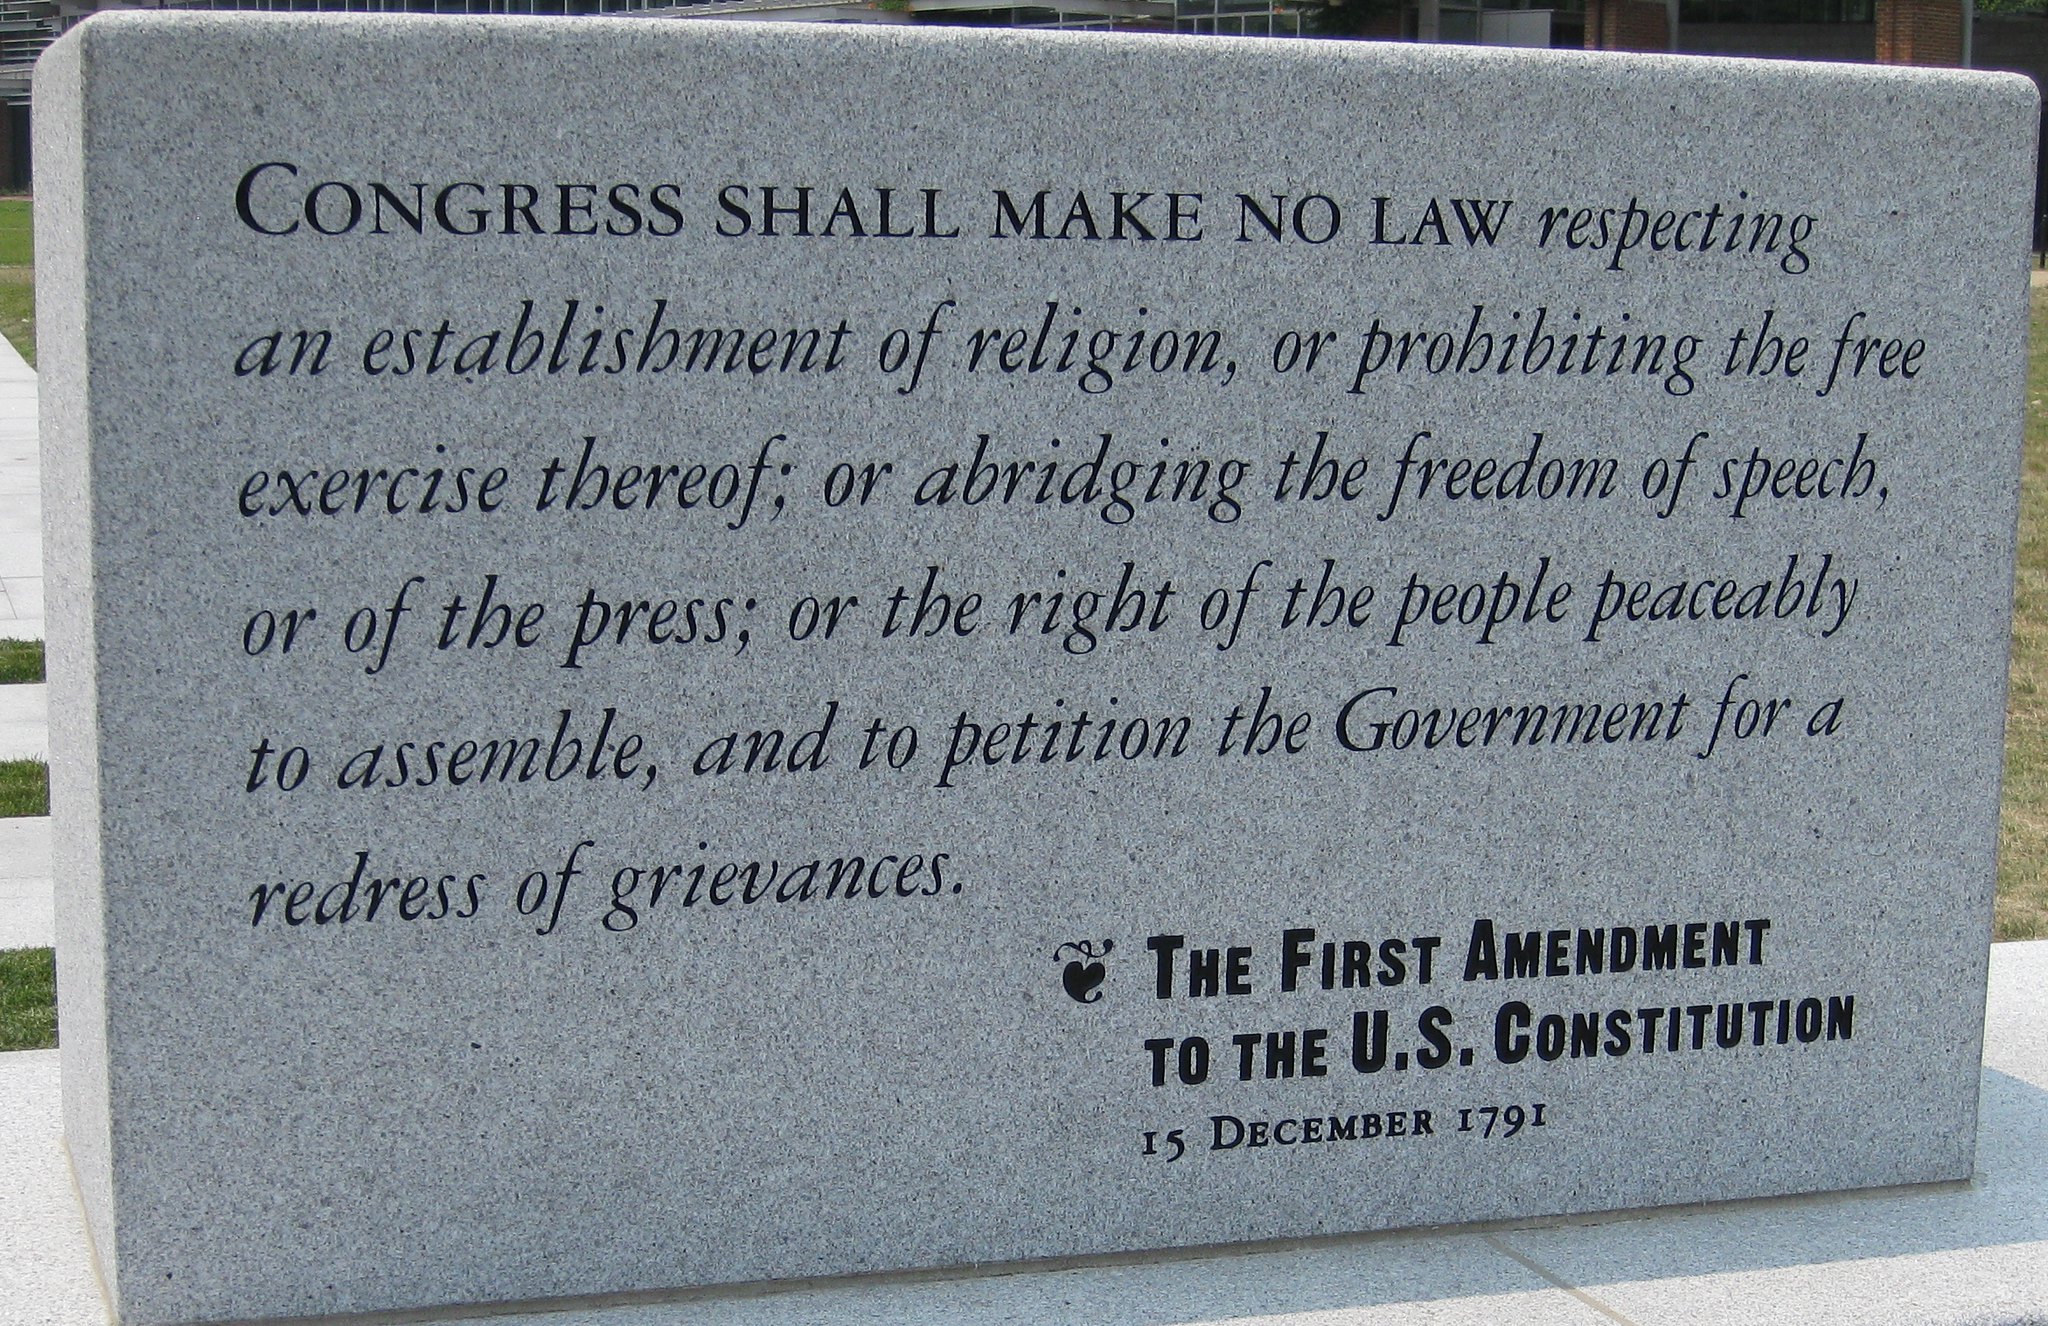 CONGRESS SHALL MAKE NO LAW respecting
an establishment of religion, or prohibiting the free
exercise thereof; or abridging the freedom of speech,
or of the press; or the right of the people peaceably
to assemble, and to petition the Government for a
redress of grievances.
❦ THE FIRST AMENDMENT
TO THE U.S. CONSTITUTION
15 DECEMBER 1791